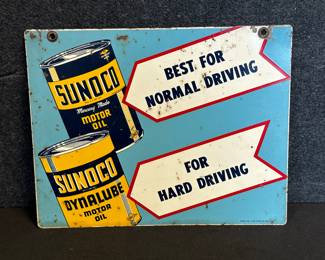 SUNOCO
Mercury Made
MOTOR
OIL
BEST FOR
NORMAL DRIVING
SUNOCO
DYNALUBE
MOTOR
OIL
FOR
HARD DRIVING